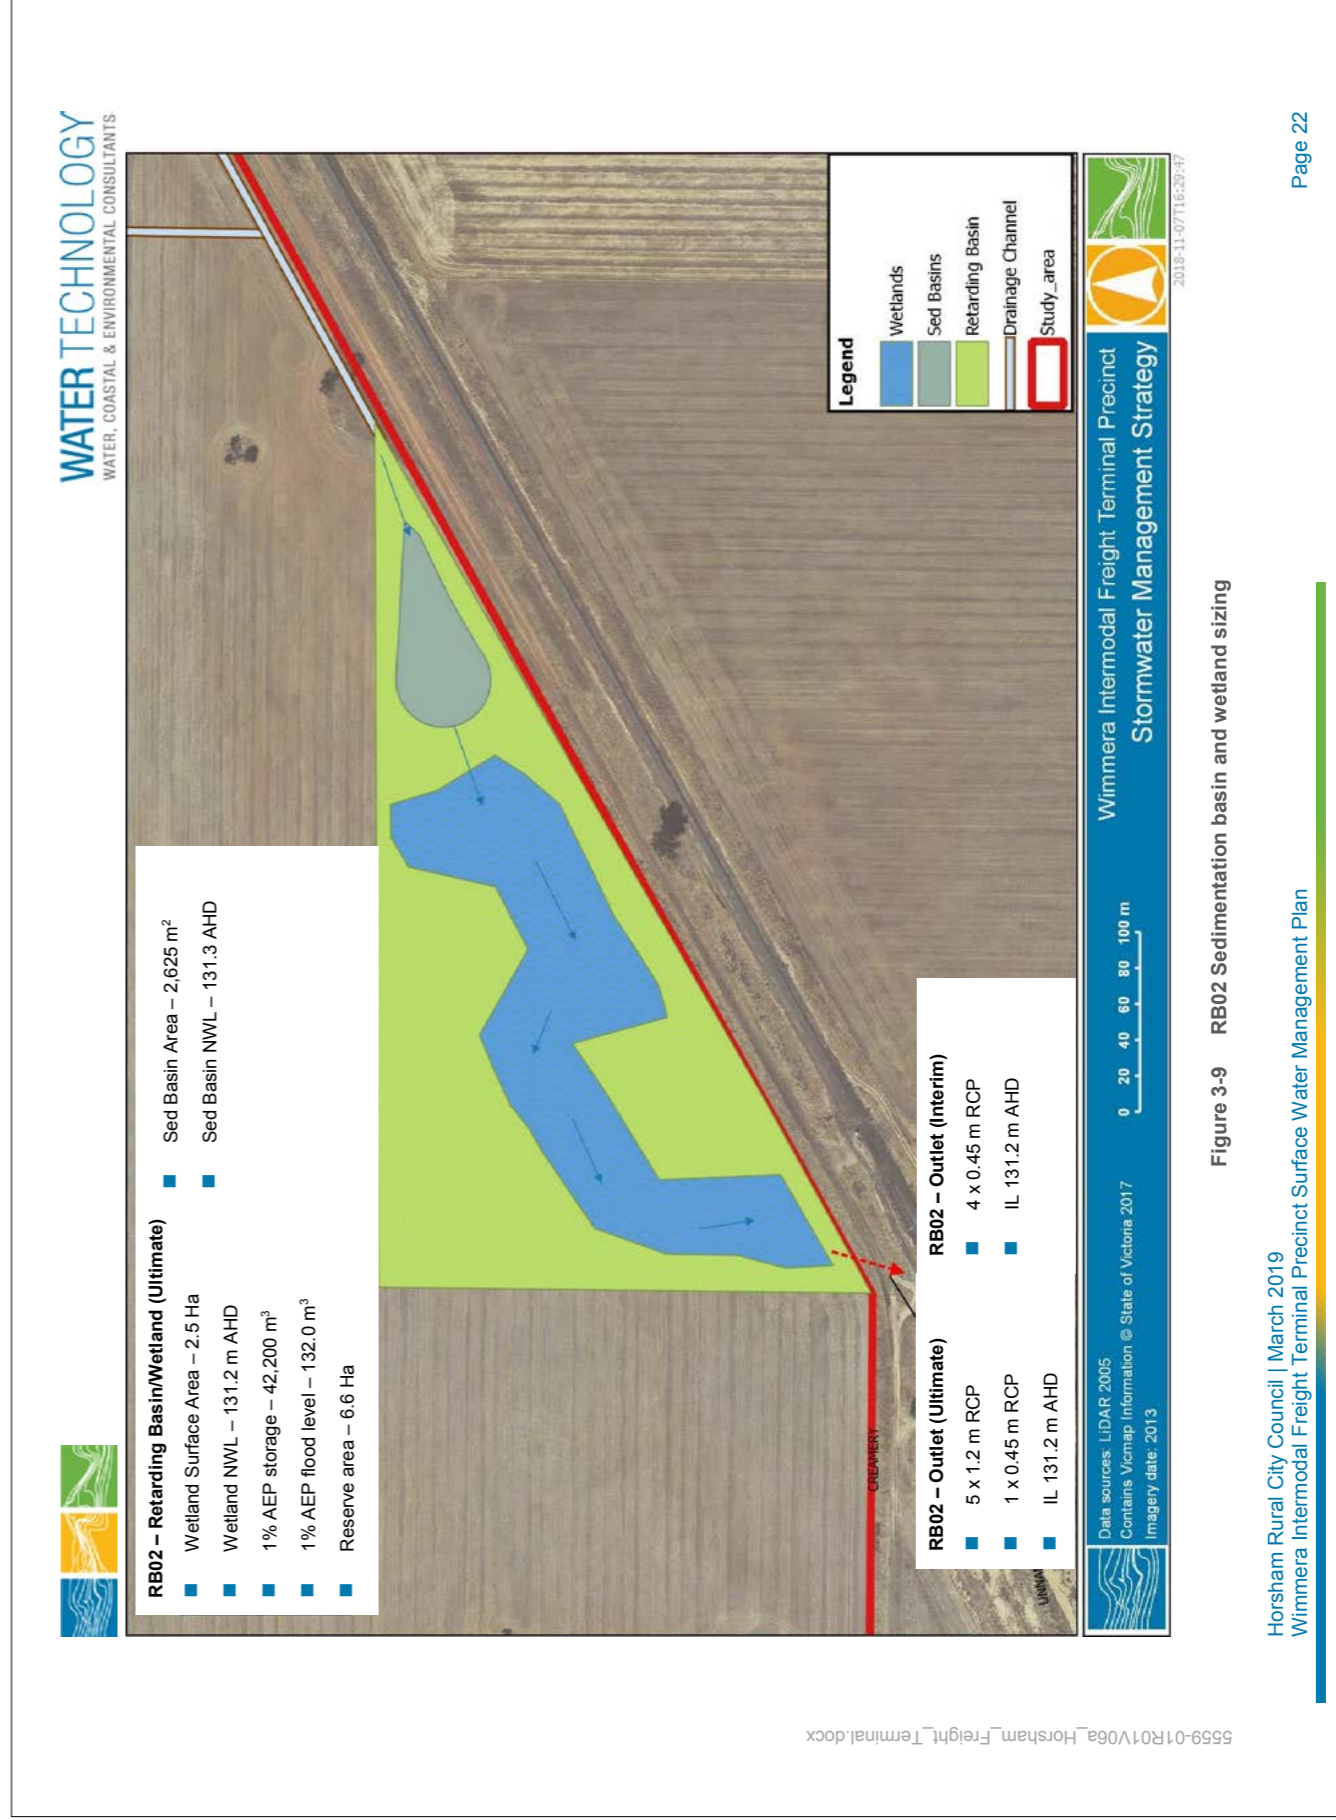 WATER TECHNOLOGY
WATER, COASTAL & ENVIRONMENTAL CONSULTANTS
RB02 – Retarding Basin/Wetland (Ultimate)
■ Wetland Surface Area – 2.5 Ha
■ Wetland NWL – 131.2 m AHD
■ 1% AEP storage – 42,200 m³
■ 1% AEP flood level – 132.0 m³
■ Reserve area – 6.6 Ha
■ Sed Basin Area – 2,625 m²
■ Sed Basin NWL – 131.3 AHD
RB02 – Outlet (Ultimate)
■ 5 x 1.2 m RCP
■ 1 x 0.45 m RCP
■ IL 131.2 m AHD
RB02 – Outlet (Interim)
■ 4 x 0.45 m RCP
■ IL 131.2 m AHD
CREAMERY
UNNA
Legend
Wetlands
Sed Basins
Retarding Basin
Drainage Channel
Study_area
Data sources: LiDAR 2005
Contains Vicmap Information © State of Victoria 2017
Imagery date: 2013
0 20 40 60 80 100 m
Wimmera Intermodal Freight Terminal Precinct
Stormwater Management Strategy
2018-11-07T16:29:47
Figure 3-9 RB02 Sedimentation basin and wetland sizing
Horsham Rural City Council | March 2019
Wimmera Intermodal Freight Terminal Precinct Surface Water Management Plan
Page 22
5559-01R01V06a_Horsham_Freight_Terminal.docx